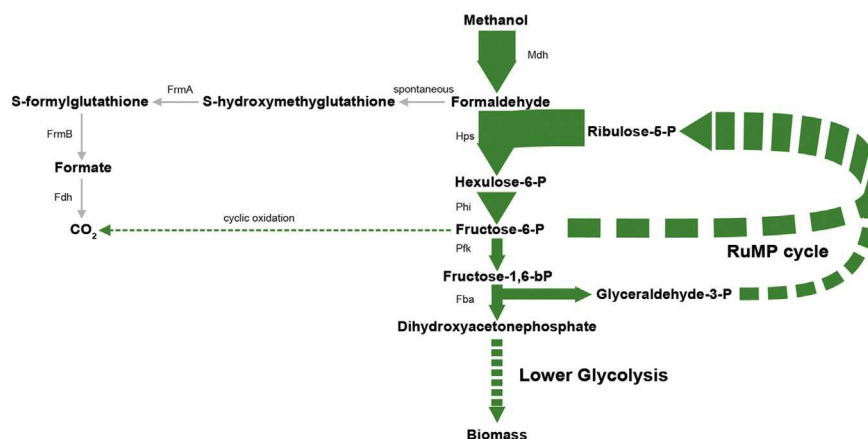 Methanol
Mdh
S-formylglutathione
FrmA
S-hydroxymethyglutathione
spontaneous
Formaldehyde
FrmB
Hps
Ribulose-5-P
Formate
Hexulose-6-P
Fdh
Phi
CO2
cyclic oxidation
Fructose-6-P
Pfk
RuMP cycle
Fructose-1,6-bP
Fba
Glyceraldehyde-3-P
Dihydroxyacetonephosphate
Lower Glycolysis
Biomass